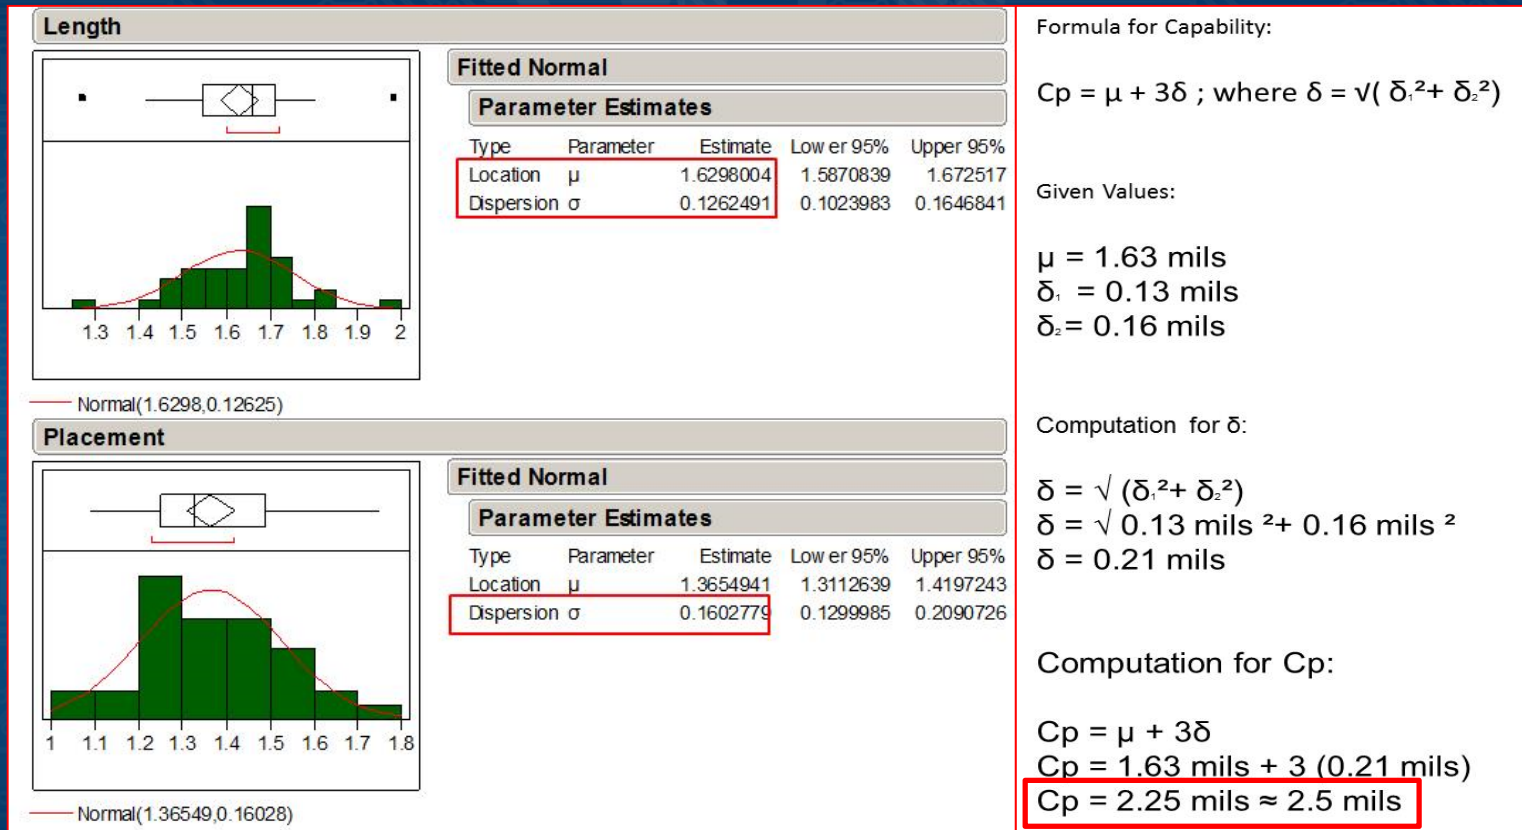 Length
Fitted Normal
Parameter Estimates
Type Parameter Estimate Low er 95% Upper 95%
Location μ 1.6298004 1.5870839 1.672517
Dispersion σ 0.1262491 0.1023983 0.1646841
1.3 1.4 1.5 1.6 1.7 1.8 1.9 2
Normal(1.6298,0.12625)
Placement
Fitted Normal
Parameter Estimates
Type Parameter Estimate Low er 95% Upper 95%
Location μ 1.3654941 1.3112639 1.4197243
Dispersion σ 0.1602779 0.1299985 0.2090726
1 1.1 1.2 1.3 1.4 1.5 1.6 1.7 1.8
Normal(1.36549,0.16028)
Formula for Capability:
Cp = μ + 3δ ; where δ = √( δ₁²+ δ₂²)
Given Values:
μ = 1.63 mils
δ₁ = 0.13 mils
δ₂= 0.16 mils
Computation for δ:
δ = √ (δ₁²+ δ₂²)
δ = √ 0.13 mils ²+ 0.16 mils ²
δ = 0.21 mils
Computation for Cp:
Cp = μ + 3δ
Cp = 1.63 mils + 3 (0.21 mils)
Cp = 2.25 mils ≈ 2.5 mils